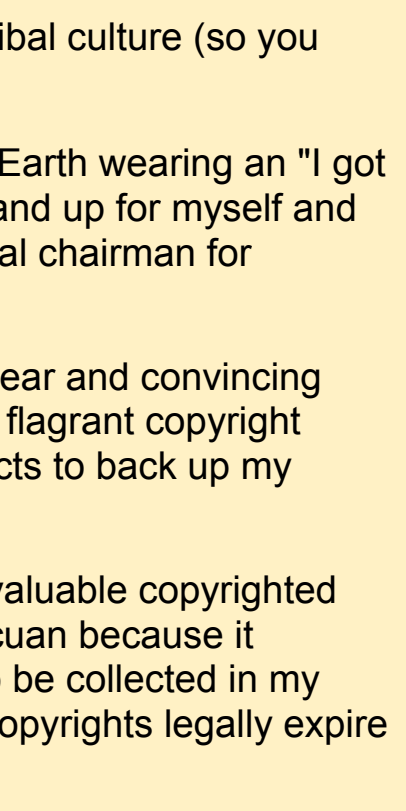 ibal culture (so you
Earth wearing an "I got
and up for myself and
al chairman for
ear and convincing
flagrant copyright
cts to back up my
valuable copyrighted
cuan because it
be collected in my
opyrights legally expire